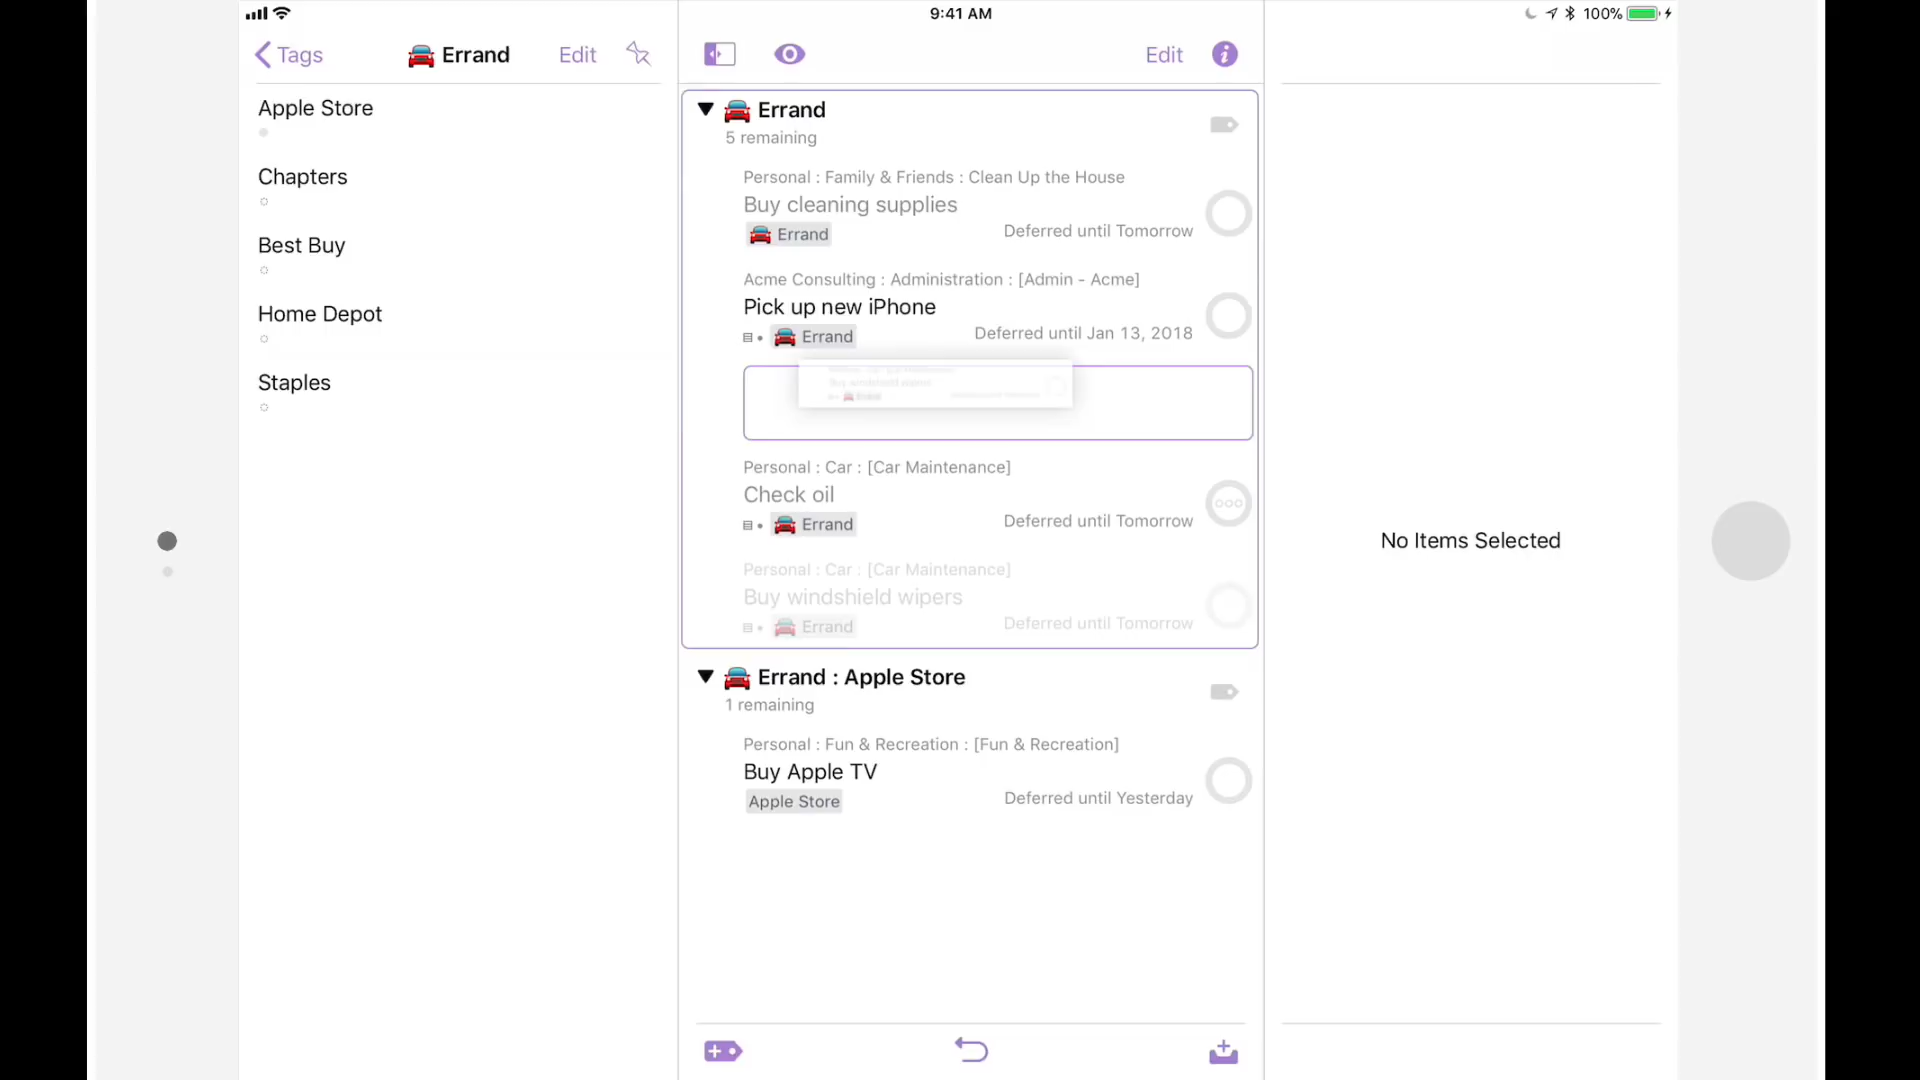 9:41 AM
100%
Tags
Errand
Edit
Edit
Apple Store
Chapters
Best Buy
Home Depot
Staples
Errand
5 remaining
Personal : Family & Friends : Clean Up the House
Buy cleaning supplies
Errand
Deferred until Tomorrow
Acme Consulting : Administration : [Admin - Acme]
Pick up new iPhone
Errand
Deferred until Jan 13, 2018
Buy windshield wipers
Errand
Personal : Car : [Car Maintenance]
Check oil
Errand
Deferred until Tomorrow
Personal : Car : [Car Maintenance]
Buy windshield wipers
Errand
Deferred until Tomorrow
Errand : Apple Store
1 remaining
Personal : Fun & Recreation : [Fun & Recreation]
Buy Apple TV
Apple Store
Deferred until Yesterday
No Items Selected